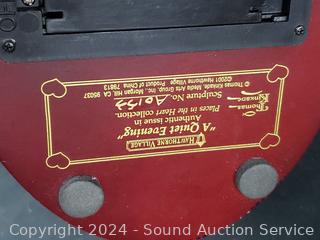 HAWTHORNE VILLAGE
"A Quiet Evening"
Authentic issue in
Places in the Heart collection.
Sculpture No. A0154
Thomas Kinkade
© Thomas Kinkade, Media Arts Group, Inc., Morgan Hill, CA 95037
©2001 Hawthorne Village Product of China 79813
Copyright 2024 - Sound Auction Service